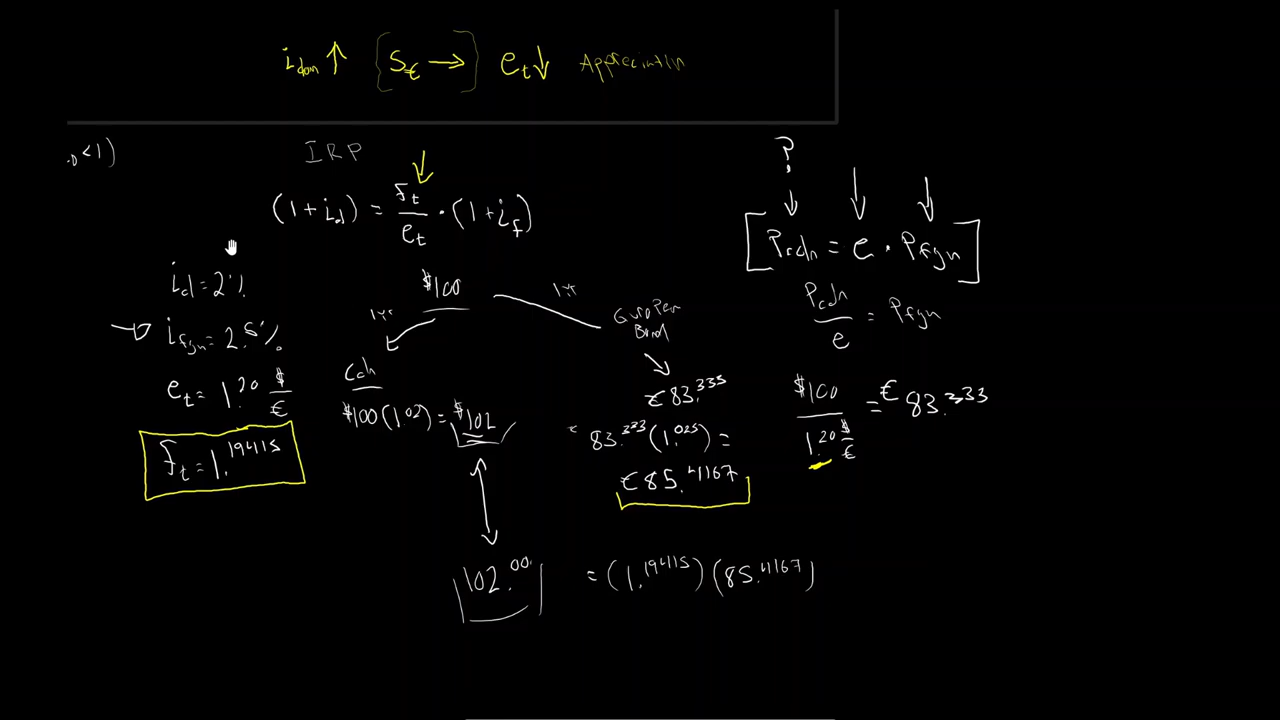 i_dom ↑ [S_€ →] e_t ↓ Appreciation
<1)
IRP
(1+i_d) = F_t/e_t · (1+i_f)
?
[P_cdn = e · P_fgn]
P_cdn/e = P_fgn
i_d = 2%
i_fgn = 2.5%
e_t = 1.20 $/€
F_t = 1.19415
$100
1yr
1yr
Cdn
$100(1.02) = $102
European
Bond
€83.333
83.333(1.025) =
€85.4167
$100/1.20 $/€ = €83.333
102.00 = (1.19415)(85.4167)